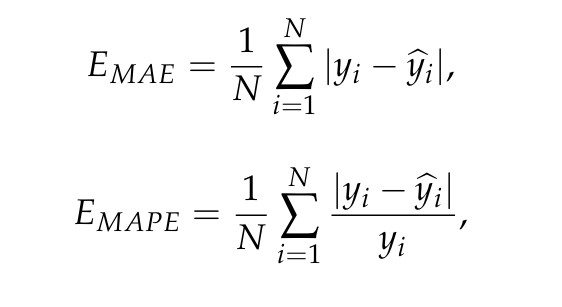 $E_{MAE} = \frac{1}{N} \sum_{i=1}^{N} |y_i - \widehat{y}_i|,$
$E_{MAPE} = \frac{1}{N} \sum_{i=1}^{N} \frac{|y_i - \widehat{y}_i|}{y_i},$